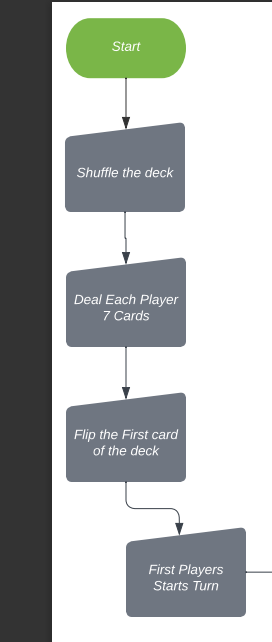 Start
Shuffle the deck
Deal Each Player
7 Cards
Flip the First card
of the deck
First Players
Starts Turn